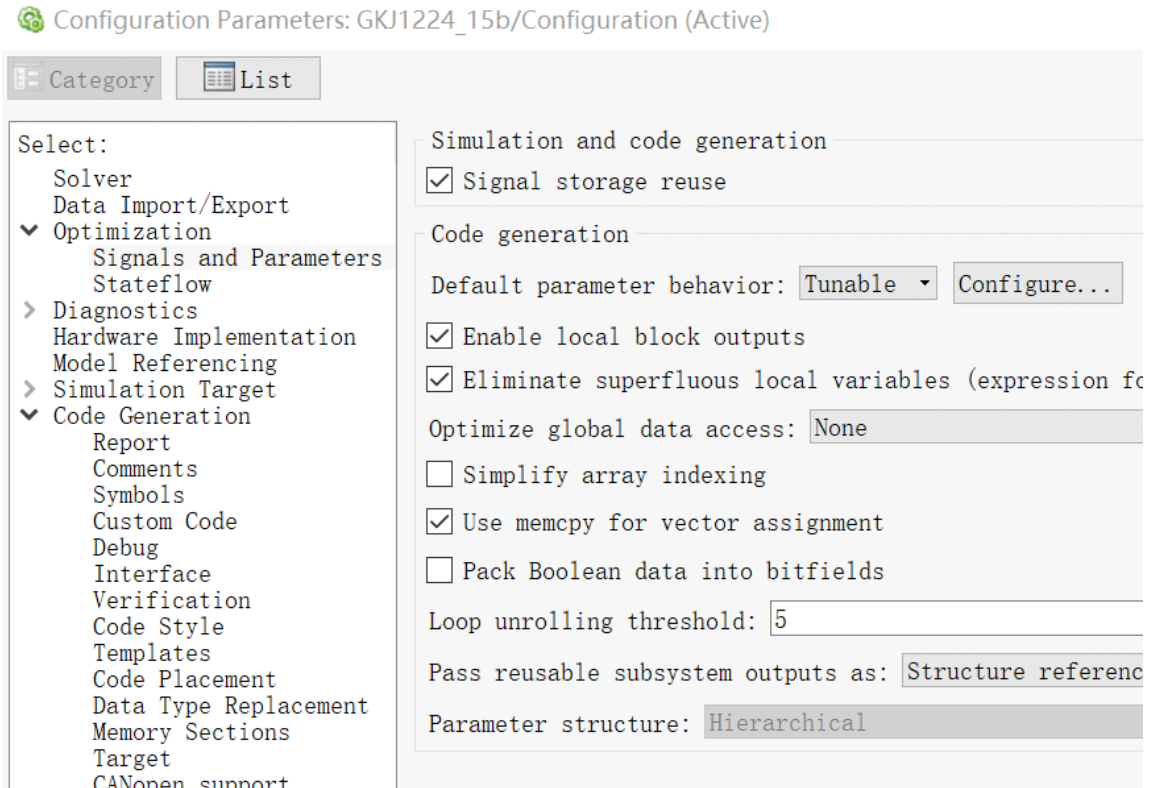 Configuration Parameters: GKJ1224_15b/Configuration (Active)
Category
List
Select:
Solver
Data Import/Export
Optimization
Signals and Parameters
Stateflow
Diagnostics
Hardware Implementation
Model Referencing
Simulation Target
Code Generation
Report
Comments
Symbols
Custom Code
Debug
Interface
Verification
Code Style
Templates
Code Placement
Data Type Replacement
Memory Sections
Target
CANopen support
Simulation and code generation
Signal storage reuse
Code generation
Default parameter behavior: Tunable Configure...
Enable local block outputs
Eliminate superfluous local variables (expression fo
Optimize global data access: None
Simplify array indexing
Use memcpy for vector assignment
Pack Boolean data into bitfields
Loop unrolling threshold: 5
Pass reusable subsystem outputs as: Structure referenc
Parameter structure: Hierarchical